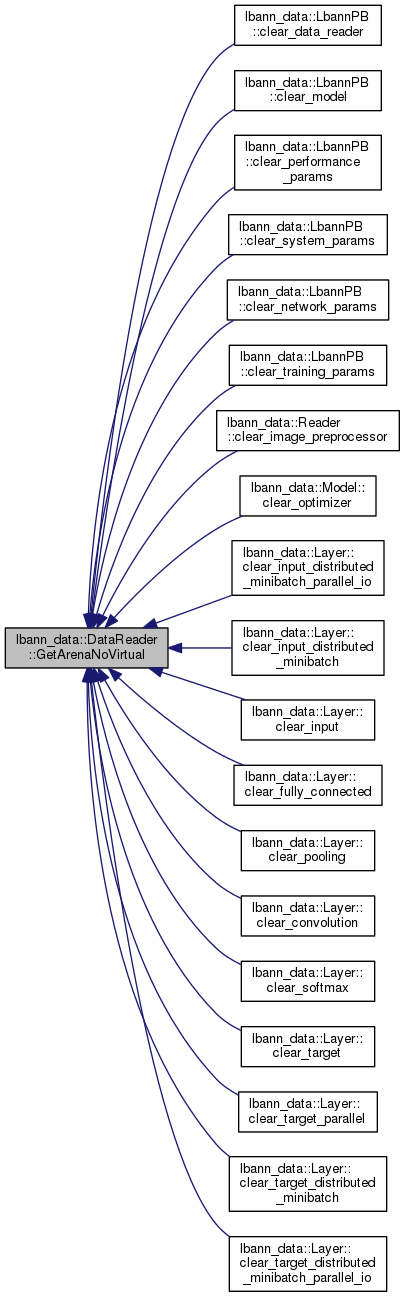 lbann_data::LbannPB
::clear_data_reader
lbann_data::LbannPB
::clear_model
lbann_data::LbannPB
::clear_performance
_params
lbann_data::LbannPB
::clear_system_params
lbann_data::LbannPB
::clear_network_params
lbann_data::LbannPB
::clear_training_params
lbann_data::Reader
::clear_image_preprocessor
lbann_data::Model::
clear_optimizer
lbann_data::Layer::
clear_input_distributed
_minibatch_parallel_io
lbann_data::DataReader
::GetArenaNoVirtual
lbann_data::Layer::
clear_input_distributed
_minibatch
lbann_data::Layer::
clear_input
lbann_data::Layer::
clear_fully_connected
lbann_data::Layer::
clear_pooling
lbann_data::Layer::
clear_convolution
lbann_data::Layer::
clear_softmax
lbann_data::Layer::
clear_target
lbann_data::Layer::
clear_target_parallel
lbann_data::Layer::
clear_target_distributed
_minibatch
lbann_data::Layer::
clear_target_distributed
_minibatch_parallel_io